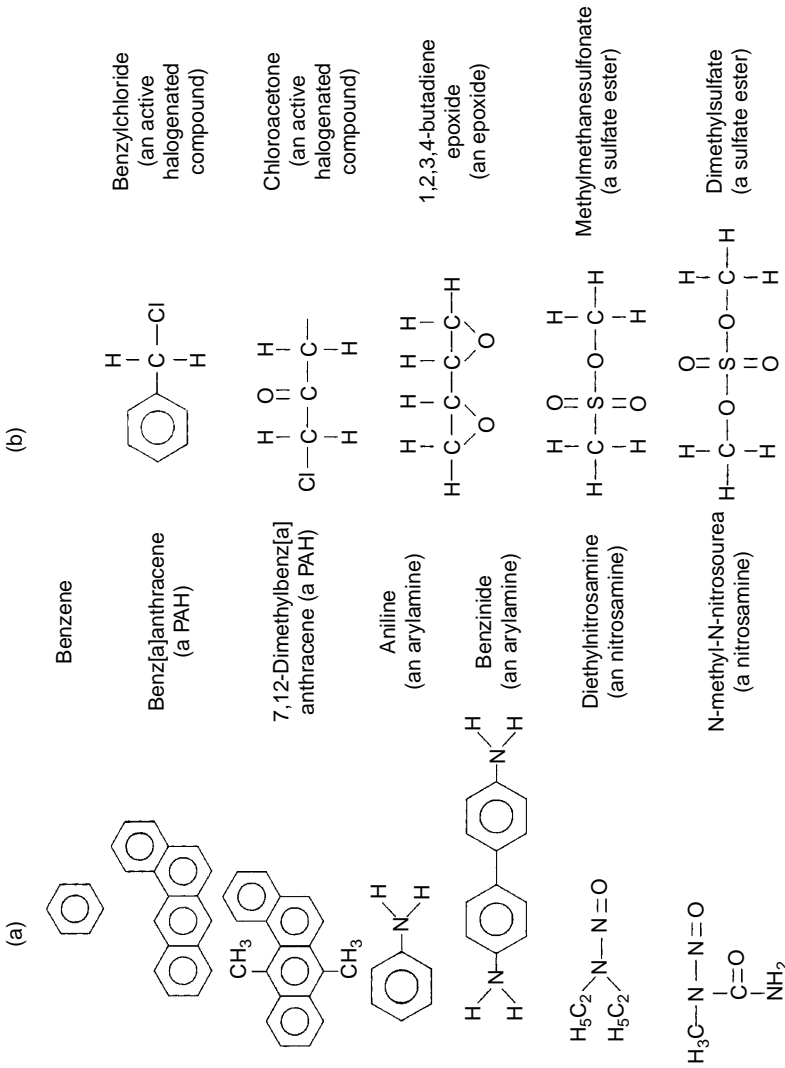 (a)
Benzene
Benz[a]anthracene
(a PAH)
CH3
CH3
7,12-Dimethylbenz[a]
anthracene (a PAH)
N
H
H
Aniline
(an arylamine)
H
H
N
N
H
H
Benzinide
(an arylamine)
H5C2
H5C2
N—N=O
Diethylnitrosamine
(an nitrosamine)
H3C—N—N=O
C=O
NH2
N-methyl-N-nitrosourea
(a nitrosamine)
(b)
H
C—Cl
H
Benzylchloride
(an active
halogenated
compound)
H O H
Cl—C—C—C—
H H
Chloroacetone
(an active
halogenated
compound)
H H H H
H—C—C—C—C—H
O O
1,2,3,4-butadiene
epoxide
(an epoxide)
H O H
H—C—S—O—C—H
H O H
Methylmethanesulfonate
(a sulfate ester)
H O H
H—C—O—S—O—C—H
H O H
Dimethylsulfate
(a sulfate ester)